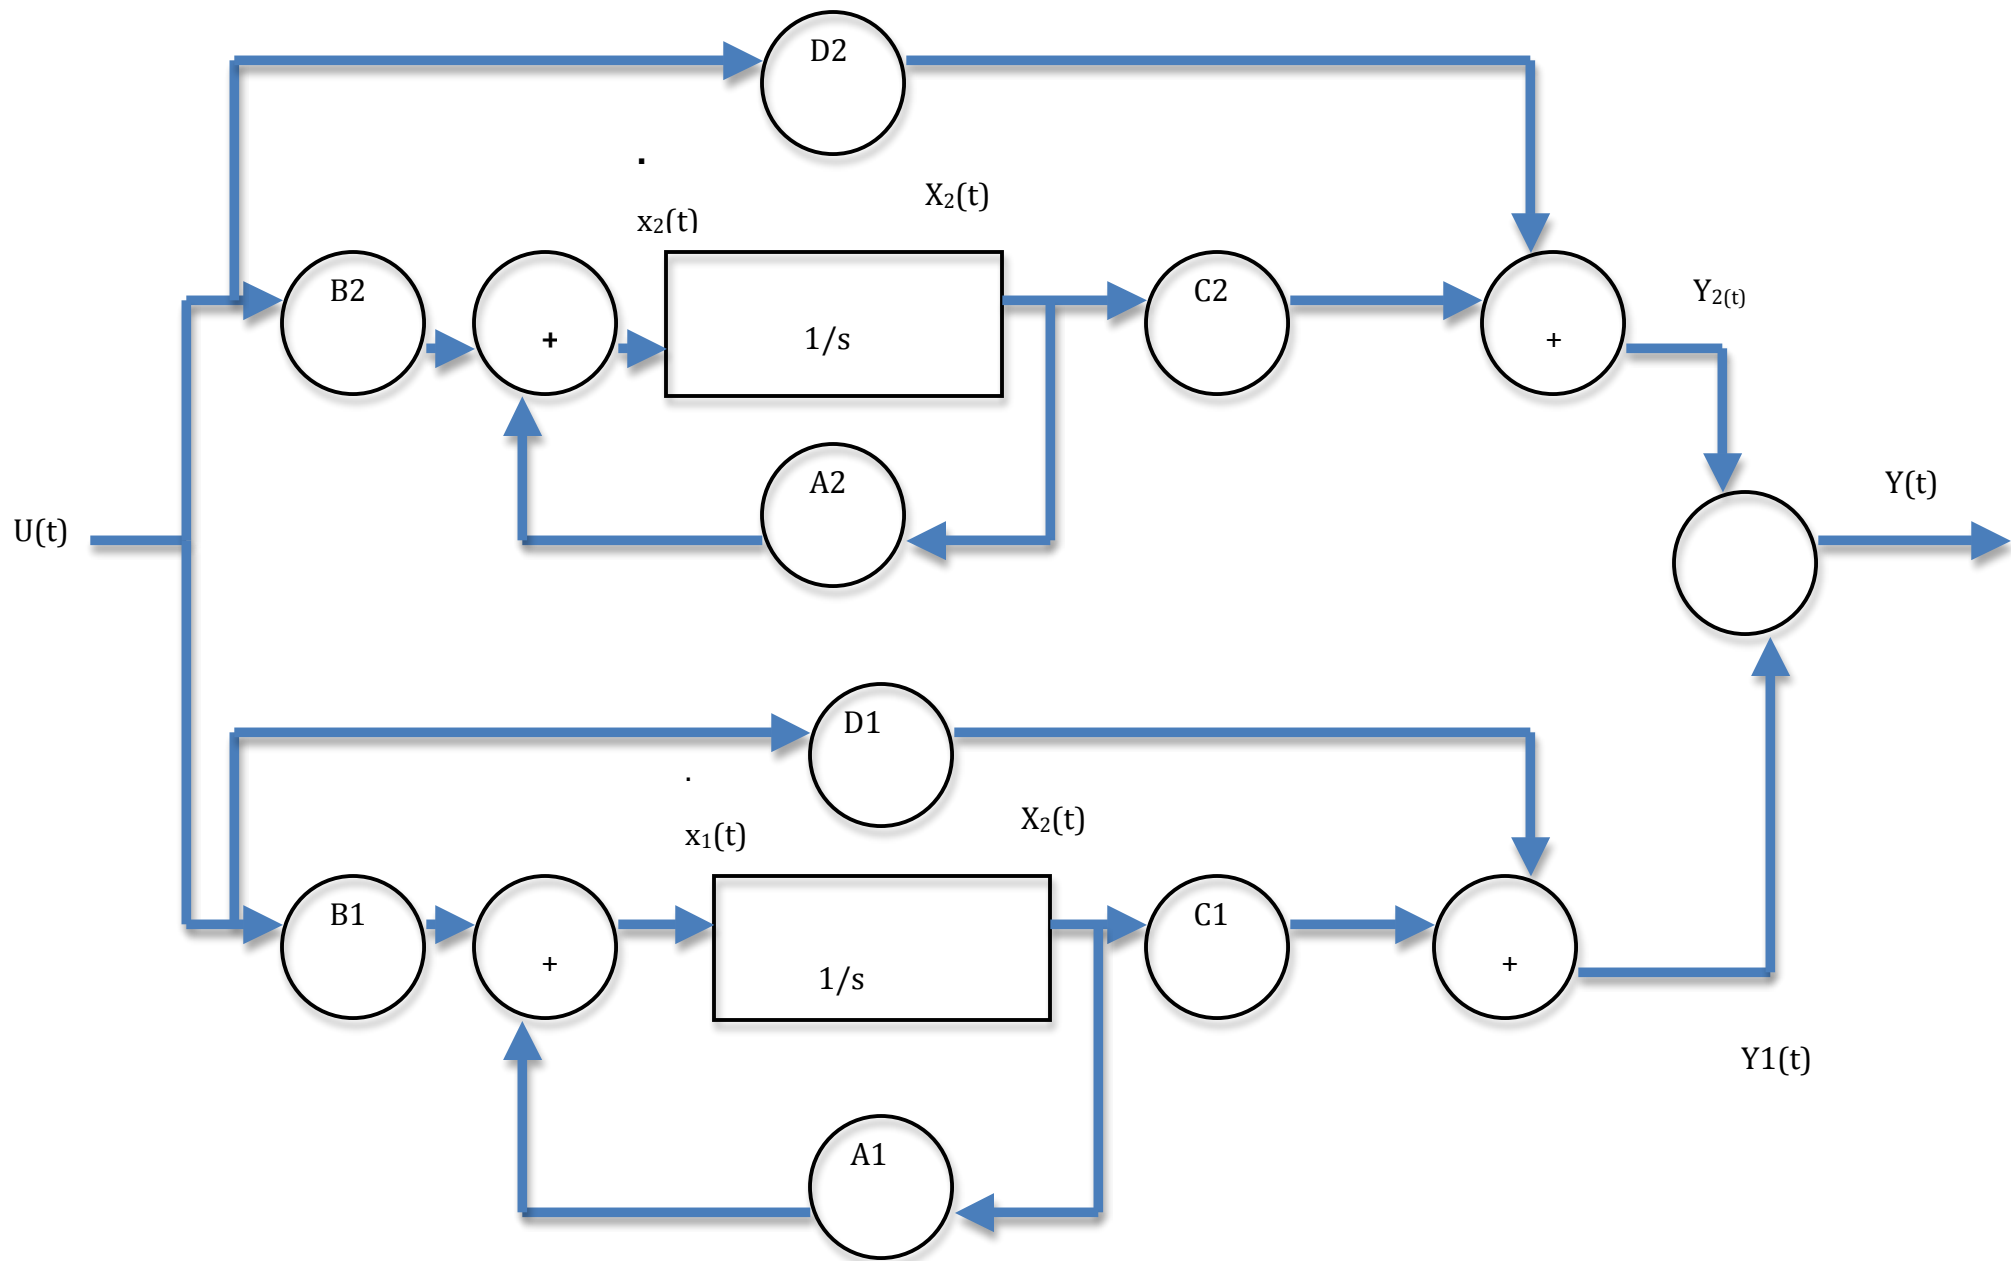 D2
.
X₂(t)
x₂(t)
B2
+
1/s
C2
+
Y₂₍ₜ₎
A2
U(t)
Y(t)
D1
.
x₁(t)
X₂(t)
B1
+
1/s
C1
+
Y1(t)
A1